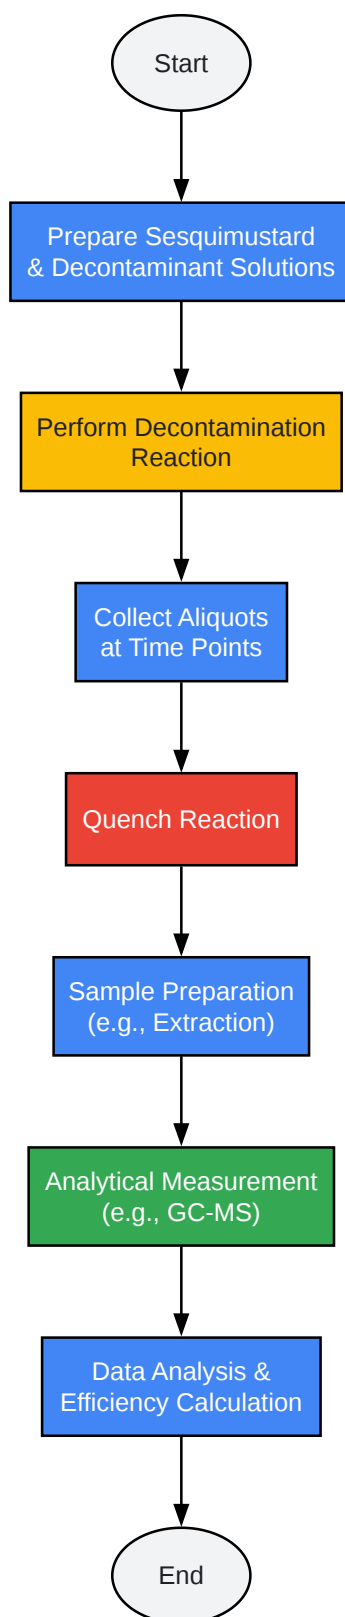 Start
Prepare Sesquimustard
& Decontaminant Solutions
Perform Decontamination
Reaction
Collect Aliquots
at Time Points
Quench Reaction
Sample Preparation
(e.g., Extraction)
Analytical Measurement
(e.g., GC-MS)
Data Analysis &
Efficiency Calculation
End